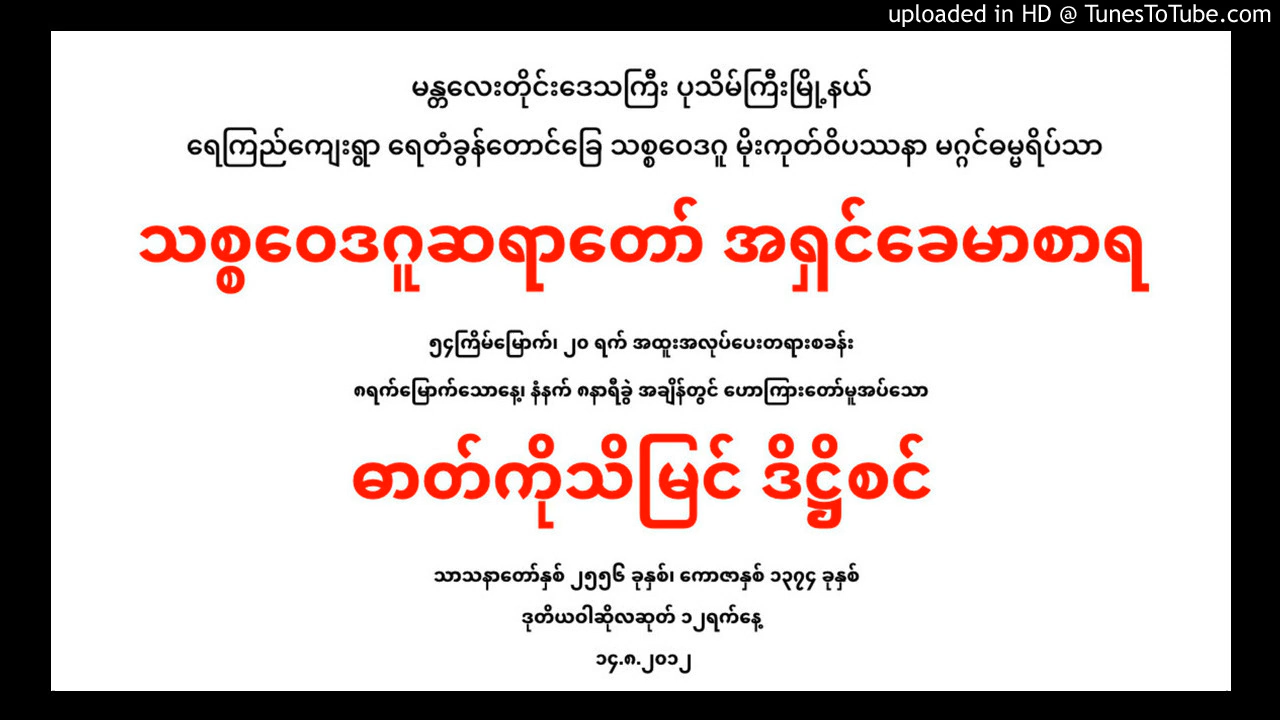 uploaded in HD @ TunesToTube.com
မန္တလေးတိုင်းဒေသကြီး ပုသိမ်ကြီးမြို့နယ်
ရေကြည်ကျေးရွာ ရေတံခွန်တောင်ခြေ သစ္စဝေဒဂူ မိုးကုတ်ဝိပဿနာ မဂ္ဂင်ဓမ္မရိပ်သာ
သစ္စဝေဒဂူဆရာတော် အရှင်ခေမာစာရ
၅၄ကြိမ်မြောက်၊ ၂၀ ရက် အထူးအလုပ်ပေးတရားစခန်း
၈ရက်မြောက်သောနေ့၊ နံနက် ၈နာရီခွဲ အချိန်တွင် ဟောကြားတော်မူအပ်သော
ဓာတ်ကိုသိမြင် ဒိဋ္ဌိစင်
သာသနာတော်နှစ် ၂၅၅၆ ခုနှစ်၊ ကောဇာနှစ် ၁၃၇၄ ခုနှစ်
ဒုတိယဝါဆိုလဆုတ် ၁၂ရက်နေ့
၁၄.၈.၂၀၁၂